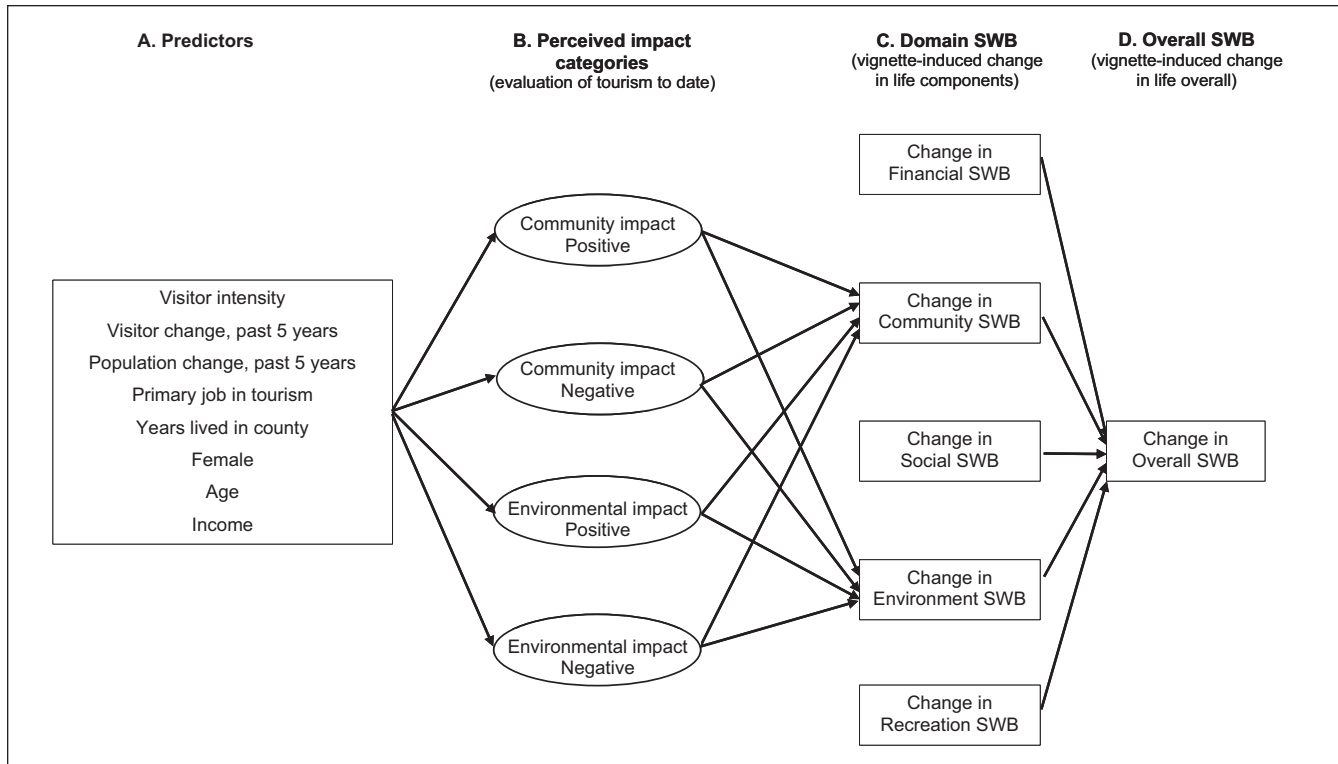 A. Predictors
B. Perceived impact
categories
(evaluation of tourism to date)
C. Domain SWB
(vignette-induced change
in life components)
D. Overall SWB
(vignette-induced change
in life overall)
Visitor intensity
Visitor change, past 5 years
Population change, past 5 years
Primary job in tourism
Years lived in county
Female
Age
Income
Community impact
Positive
Community impact
Negative
Environmental impact
Positive
Environmental impact
Negative
Change in
Financial SWB
Change in
Community SWB
Change in
Social SWB
Change in
Environment SWB
Change in
Recreation SWB
Change in
Overall SWB